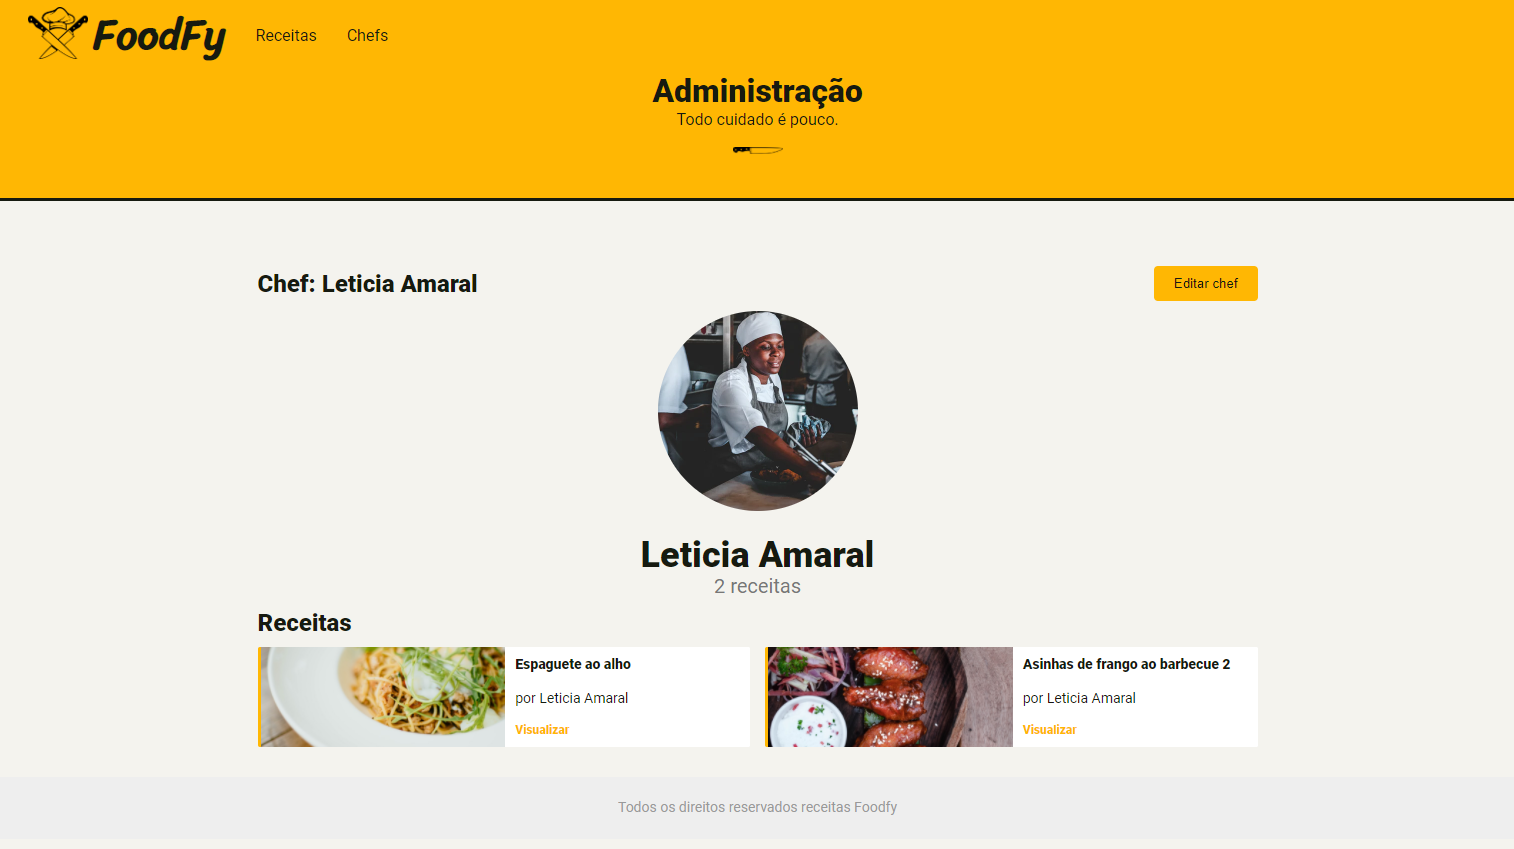 FoodFy
Receitas
Chefs
Administração
Todo cuidado é pouco.
Chef: Leticia Amaral
Editar chef
Leticia Amaral
2 receitas
Receitas
Espaguete ao alho
por Leticia Amaral
Visualizar
Asinhas de frango ao barbecue 2
por Leticia Amaral
Visualizar
Todos os direitos reservados receitas Foodfy